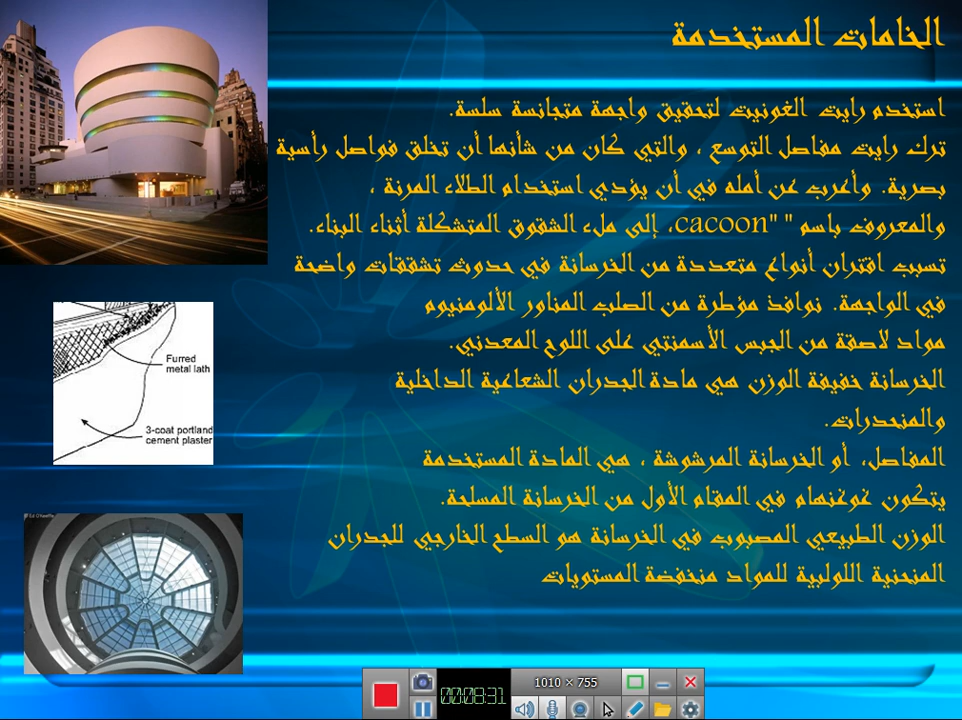 الخامات المستخدمة
استخدم رايت الغونيت لتحقيق واجهة متجانسة سلسة.
ترك رايت مفاصل التوسع ، والتي كان من شأنها أن تخلق فواصل رأسية
بصرية. وأعرب عن أمله في أن يؤدي استخدام الطلاء المرنة ،
والمعروف باسم " "cacoon، إلى ملء الشقوق المتشكلة أثناء البناء.
تسبب اقتران أنواع متعددة من الخرسانة في حدوث تشققات واضحة
في الواجهة. نوافذ مؤطرة من الصلب المناور الألومنيوم
مواد لاصقة من الجبس الأسمنتي على اللوح المعدني.
الخرسانة خفيفة الوزن هي مادة الجدران الشعاعية الداخلية
والمنحدرات.
المفاصل، أو الخرسانة المرشوشة ، هي المادة المستخدمة
يتكون غوغنهام في المقام الأول من الخرسانة المسلحة.
الوزن الطبيعي المصبوب في الخرسانة هو السطح الخارجي للجدران
المنحنية اللولبية للمواد منخفضة المستويات
Furred
metal lath
3-coat portland
cement plaster
00:08:31
1010 × 755